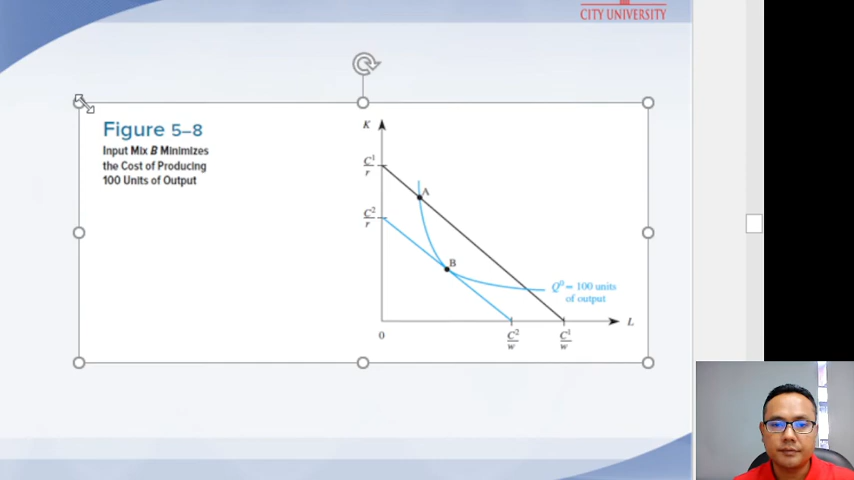 CITY UNIVERSITY
Figure 5–8
Input Mix B Minimizes
the Cost of Producing
100 Units of Output
K
C¹
r
A
C²
r
B
Q⁰ = 100 units
of output
L
0
C²
w
C¹
w